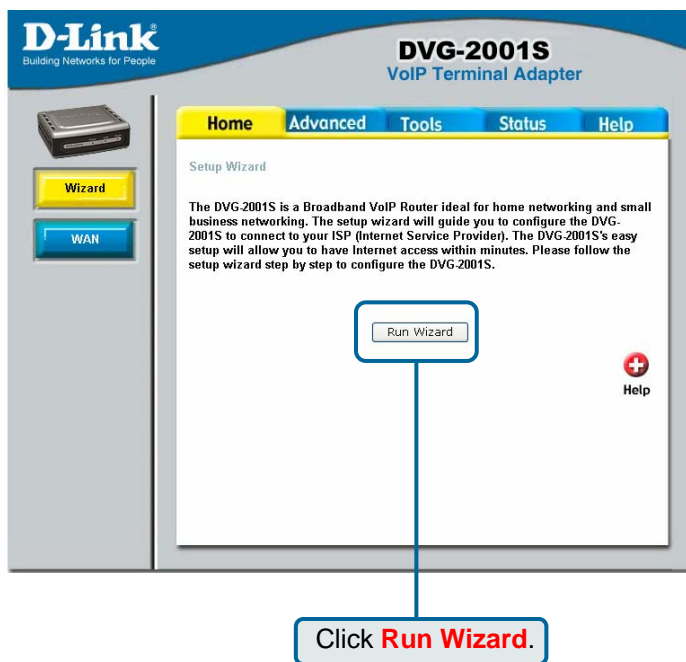 D-Link®
Building Networks for People
DVG-2001S
VoIP Terminal Adapter
Home Advanced Tools Status Help
Wizard
WAN
Setup Wizard
The DVG-2001S is a Broadband VoIP Router ideal for home networking and small
business networking. The setup wizard will guide you to configure the DVG-
2001S to connect to your ISP (Internet Service Provider). The DVG-2001S's easy
setup will allow you to have Internet access within minutes. Please follow the
setup wizard step by step to configure the DVG-2001S.
Run Wizard
Help
Click Run Wizard.